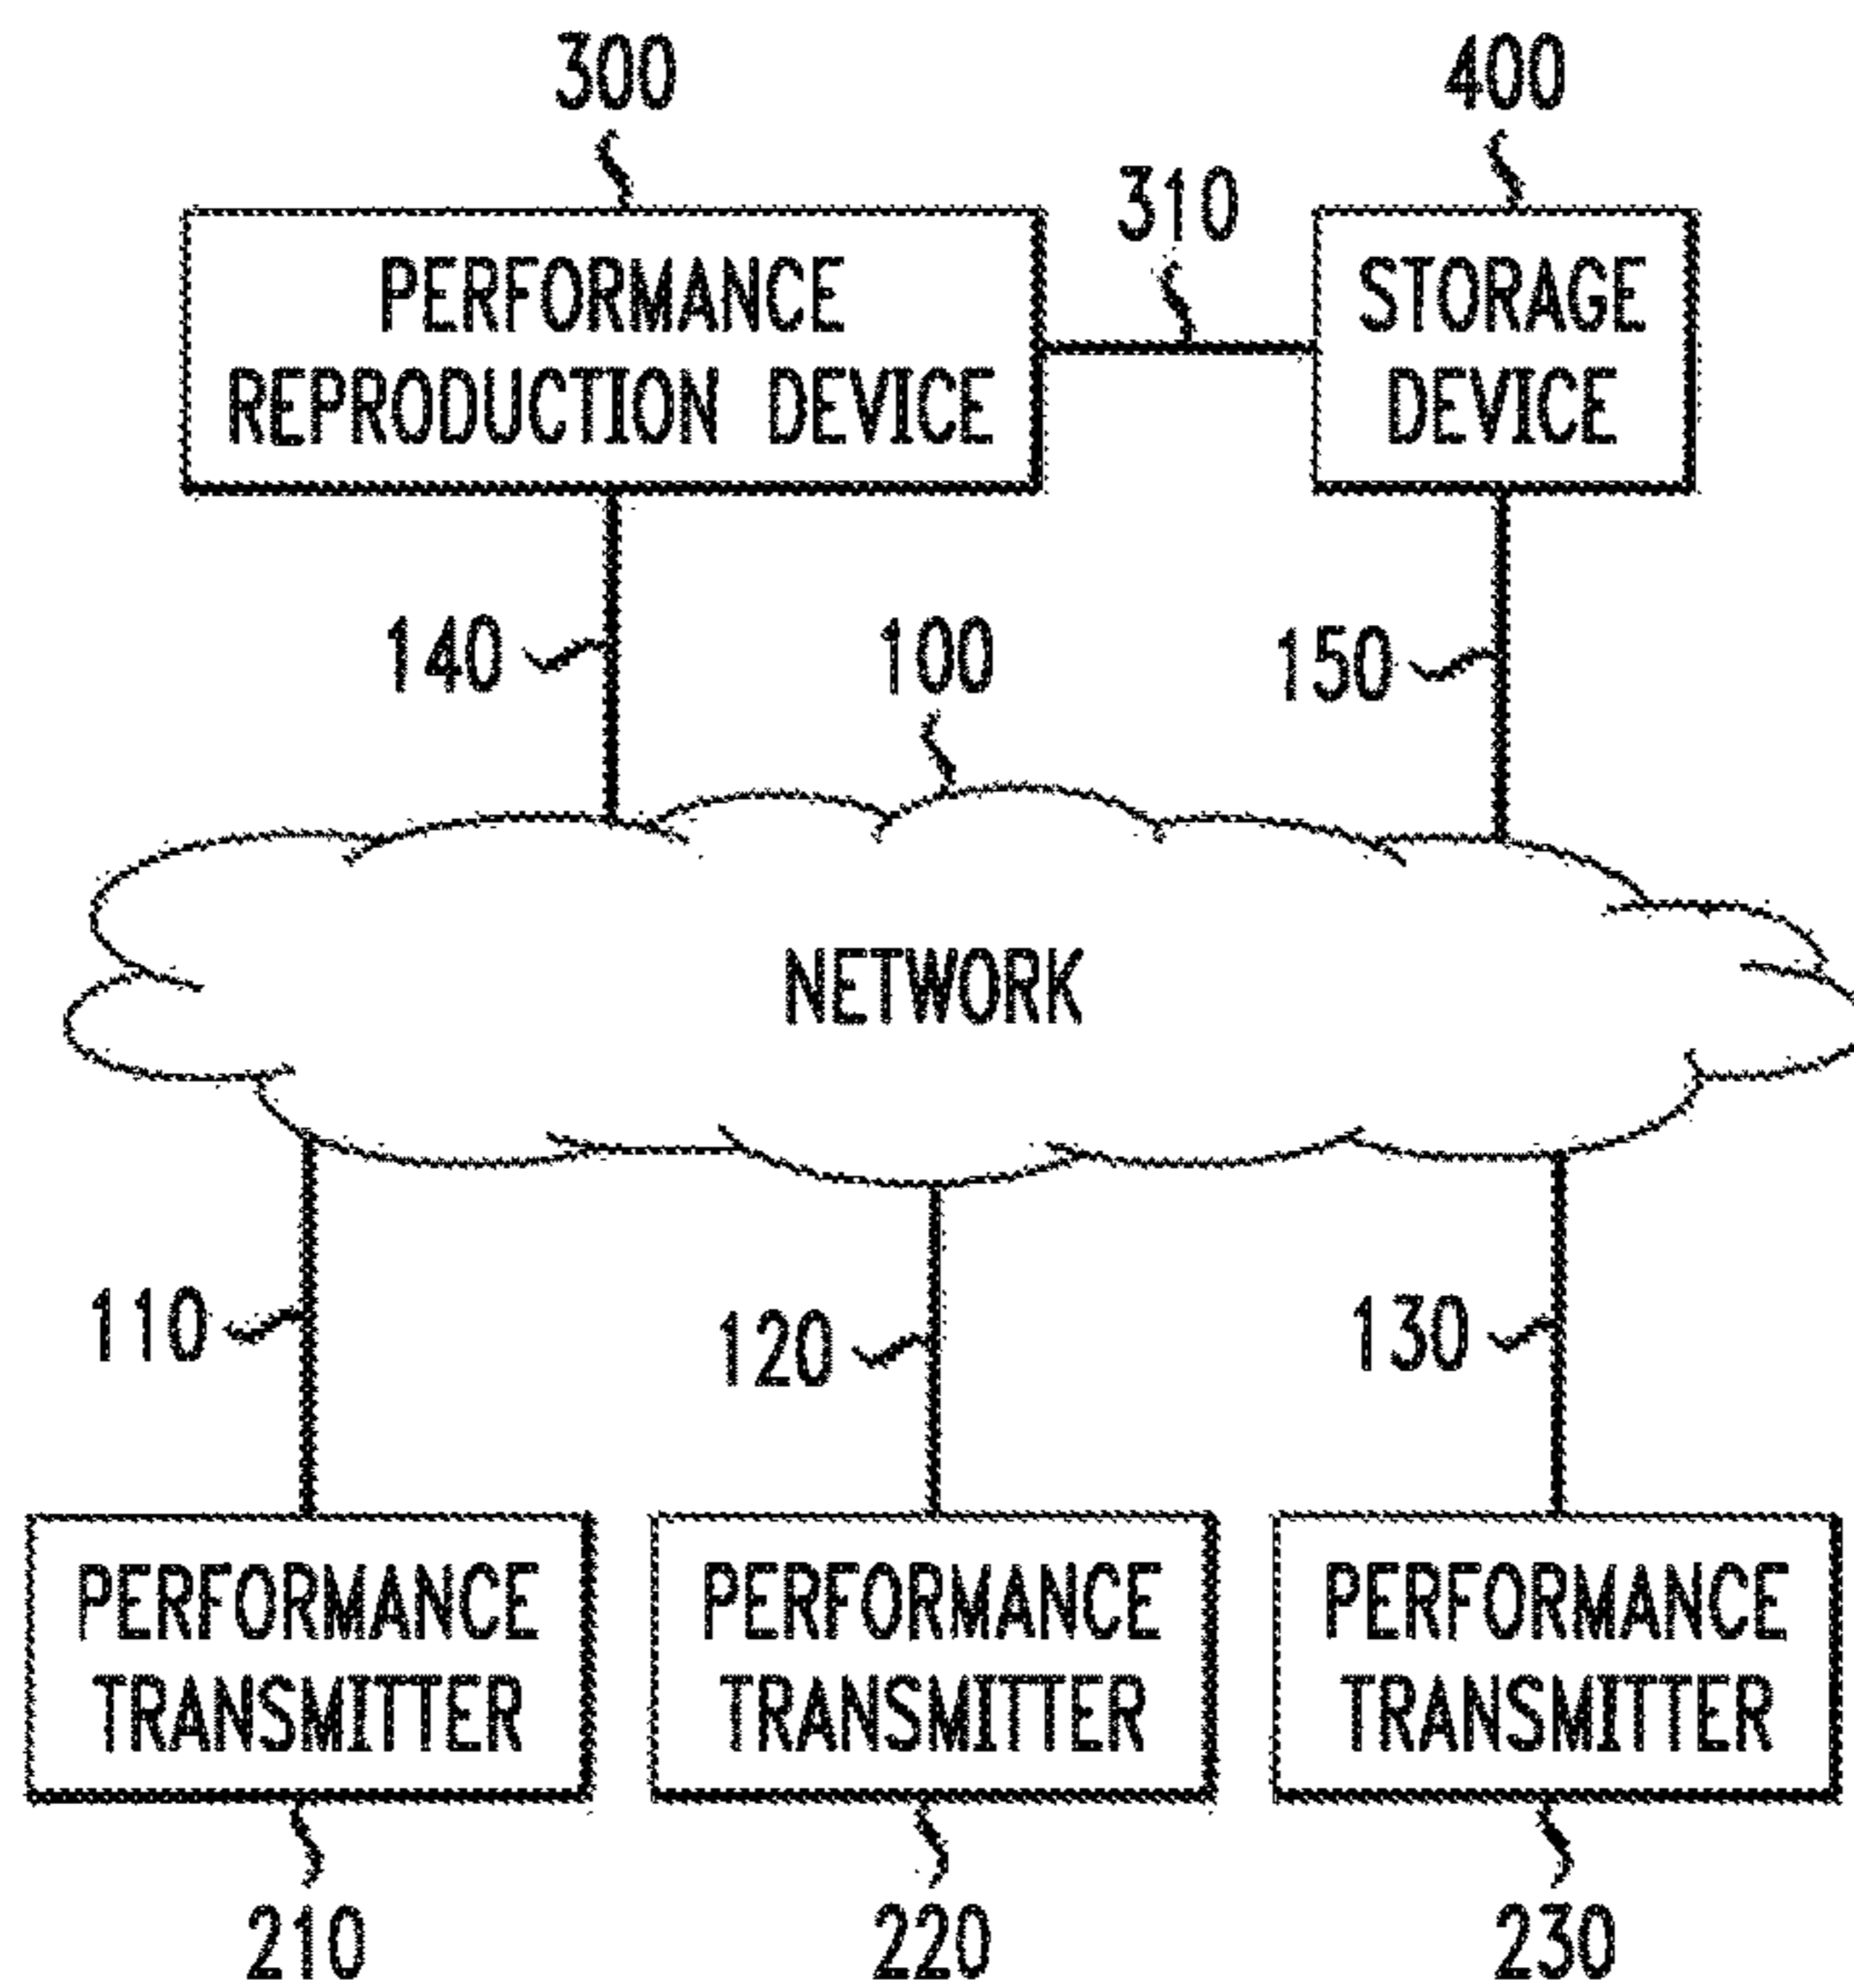 300
400
310
PERFORMANCE
REPRODUCTION DEVICE
STORAGE
DEVICE
140
100
150
NETWORK
110
120
130
PERFORMANCE
TRANSMITTER
PERFORMANCE
TRANSMITTER
PERFORMANCE
TRANSMITTER
210
220
230